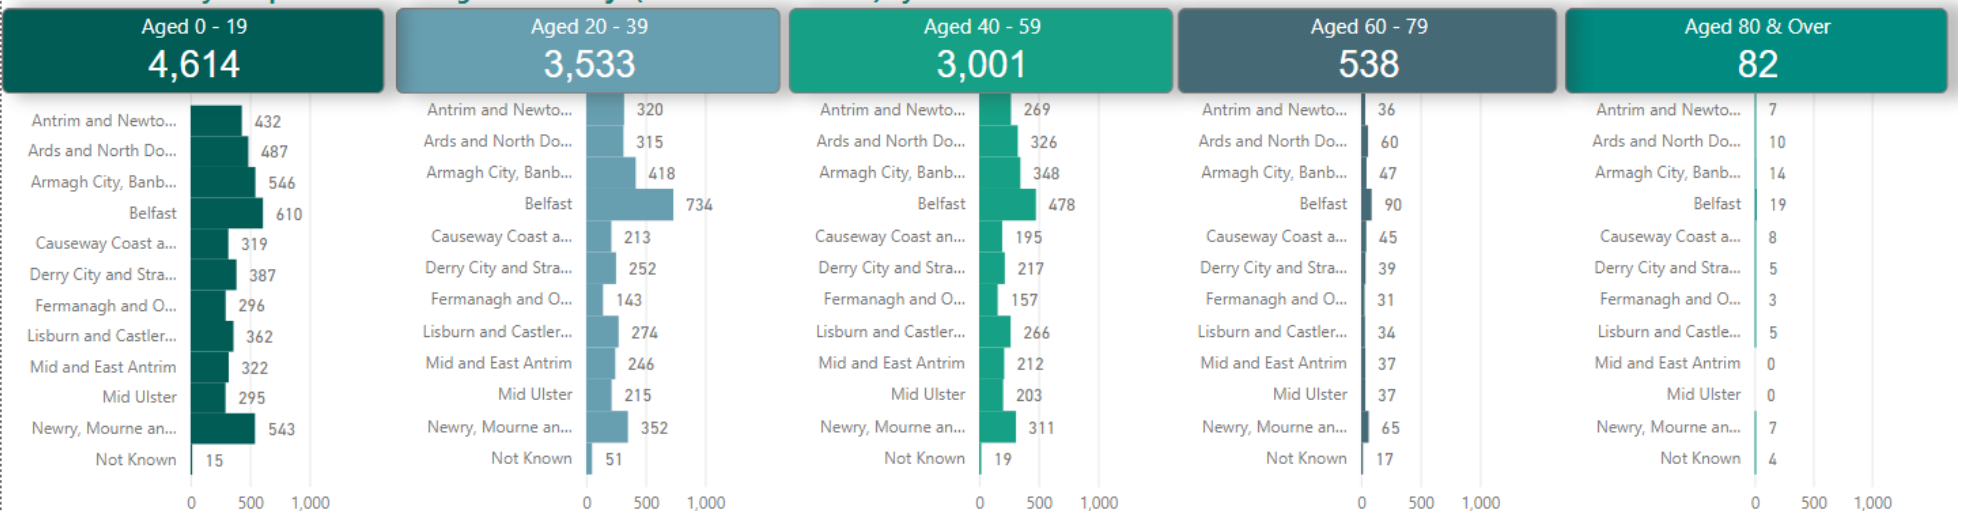 Aged 0 - 19
4,614
Antrim and Newto... 432
Ards and North Do... 487
Armagh City, Banb... 546
Belfast 610
Causeway Coast a... 319
Derry City and Stra... 387
Fermanagh and O... 296
Lisburn and Castler... 362
Mid and East Antrim 322
Mid Ulster 295
Newry, Mourne an... 543
Not Known 15
0 500 1,000
Aged 20 - 39
3,533
Antrim and Newto... 320
Ards and North Do... 315
Armagh City, Banb... 418
Belfast 734
Causeway Coast a... 213
Derry City and Stra... 252
Fermanagh and O... 143
Lisburn and Castler... 274
Mid and East Antrim 246
Mid Ulster 215
Newry, Mourne an... 352
Not Known 51
0 500 1,000
Aged 40 - 59
3,001
Antrim and Newto... 269
Ards and North Do... 326
Armagh City, Banb... 348
Belfast 478
Causeway Coast an... 195
Derry City and Stra... 217
Fermanagh and O... 157
Lisburn and Castler... 266
Mid and East Antrim 212
Mid Ulster 203
Newry, Mourne an... 311
Not Known 19
0 500 1,000
Aged 60 - 79
538
Antrim and Newto... 36
Ards and North Do... 60
Armagh City, Banb... 47
Belfast 90
Causeway Coast a... 45
Derry City and Stra... 39
Fermanagh and O... 31
Lisburn and Castler... 34
Mid and East Antrim 37
Mid Ulster 37
Newry, Mourne an... 65
Not Known 17
0 500 1,000
Aged 80 & Over
82
Antrim and Newto... 7
Ards and North Do... 10
Armagh City, Banb... 14
Belfast 19
Causeway Coast a... 8
Derry City and Stra... 5
Fermanagh and O... 3
Lisburn and Castle... 5
Mid and East Antrim 0
Mid Ulster 0
Newry, Mourne an... 7
Not Known 4
0 500 1,000